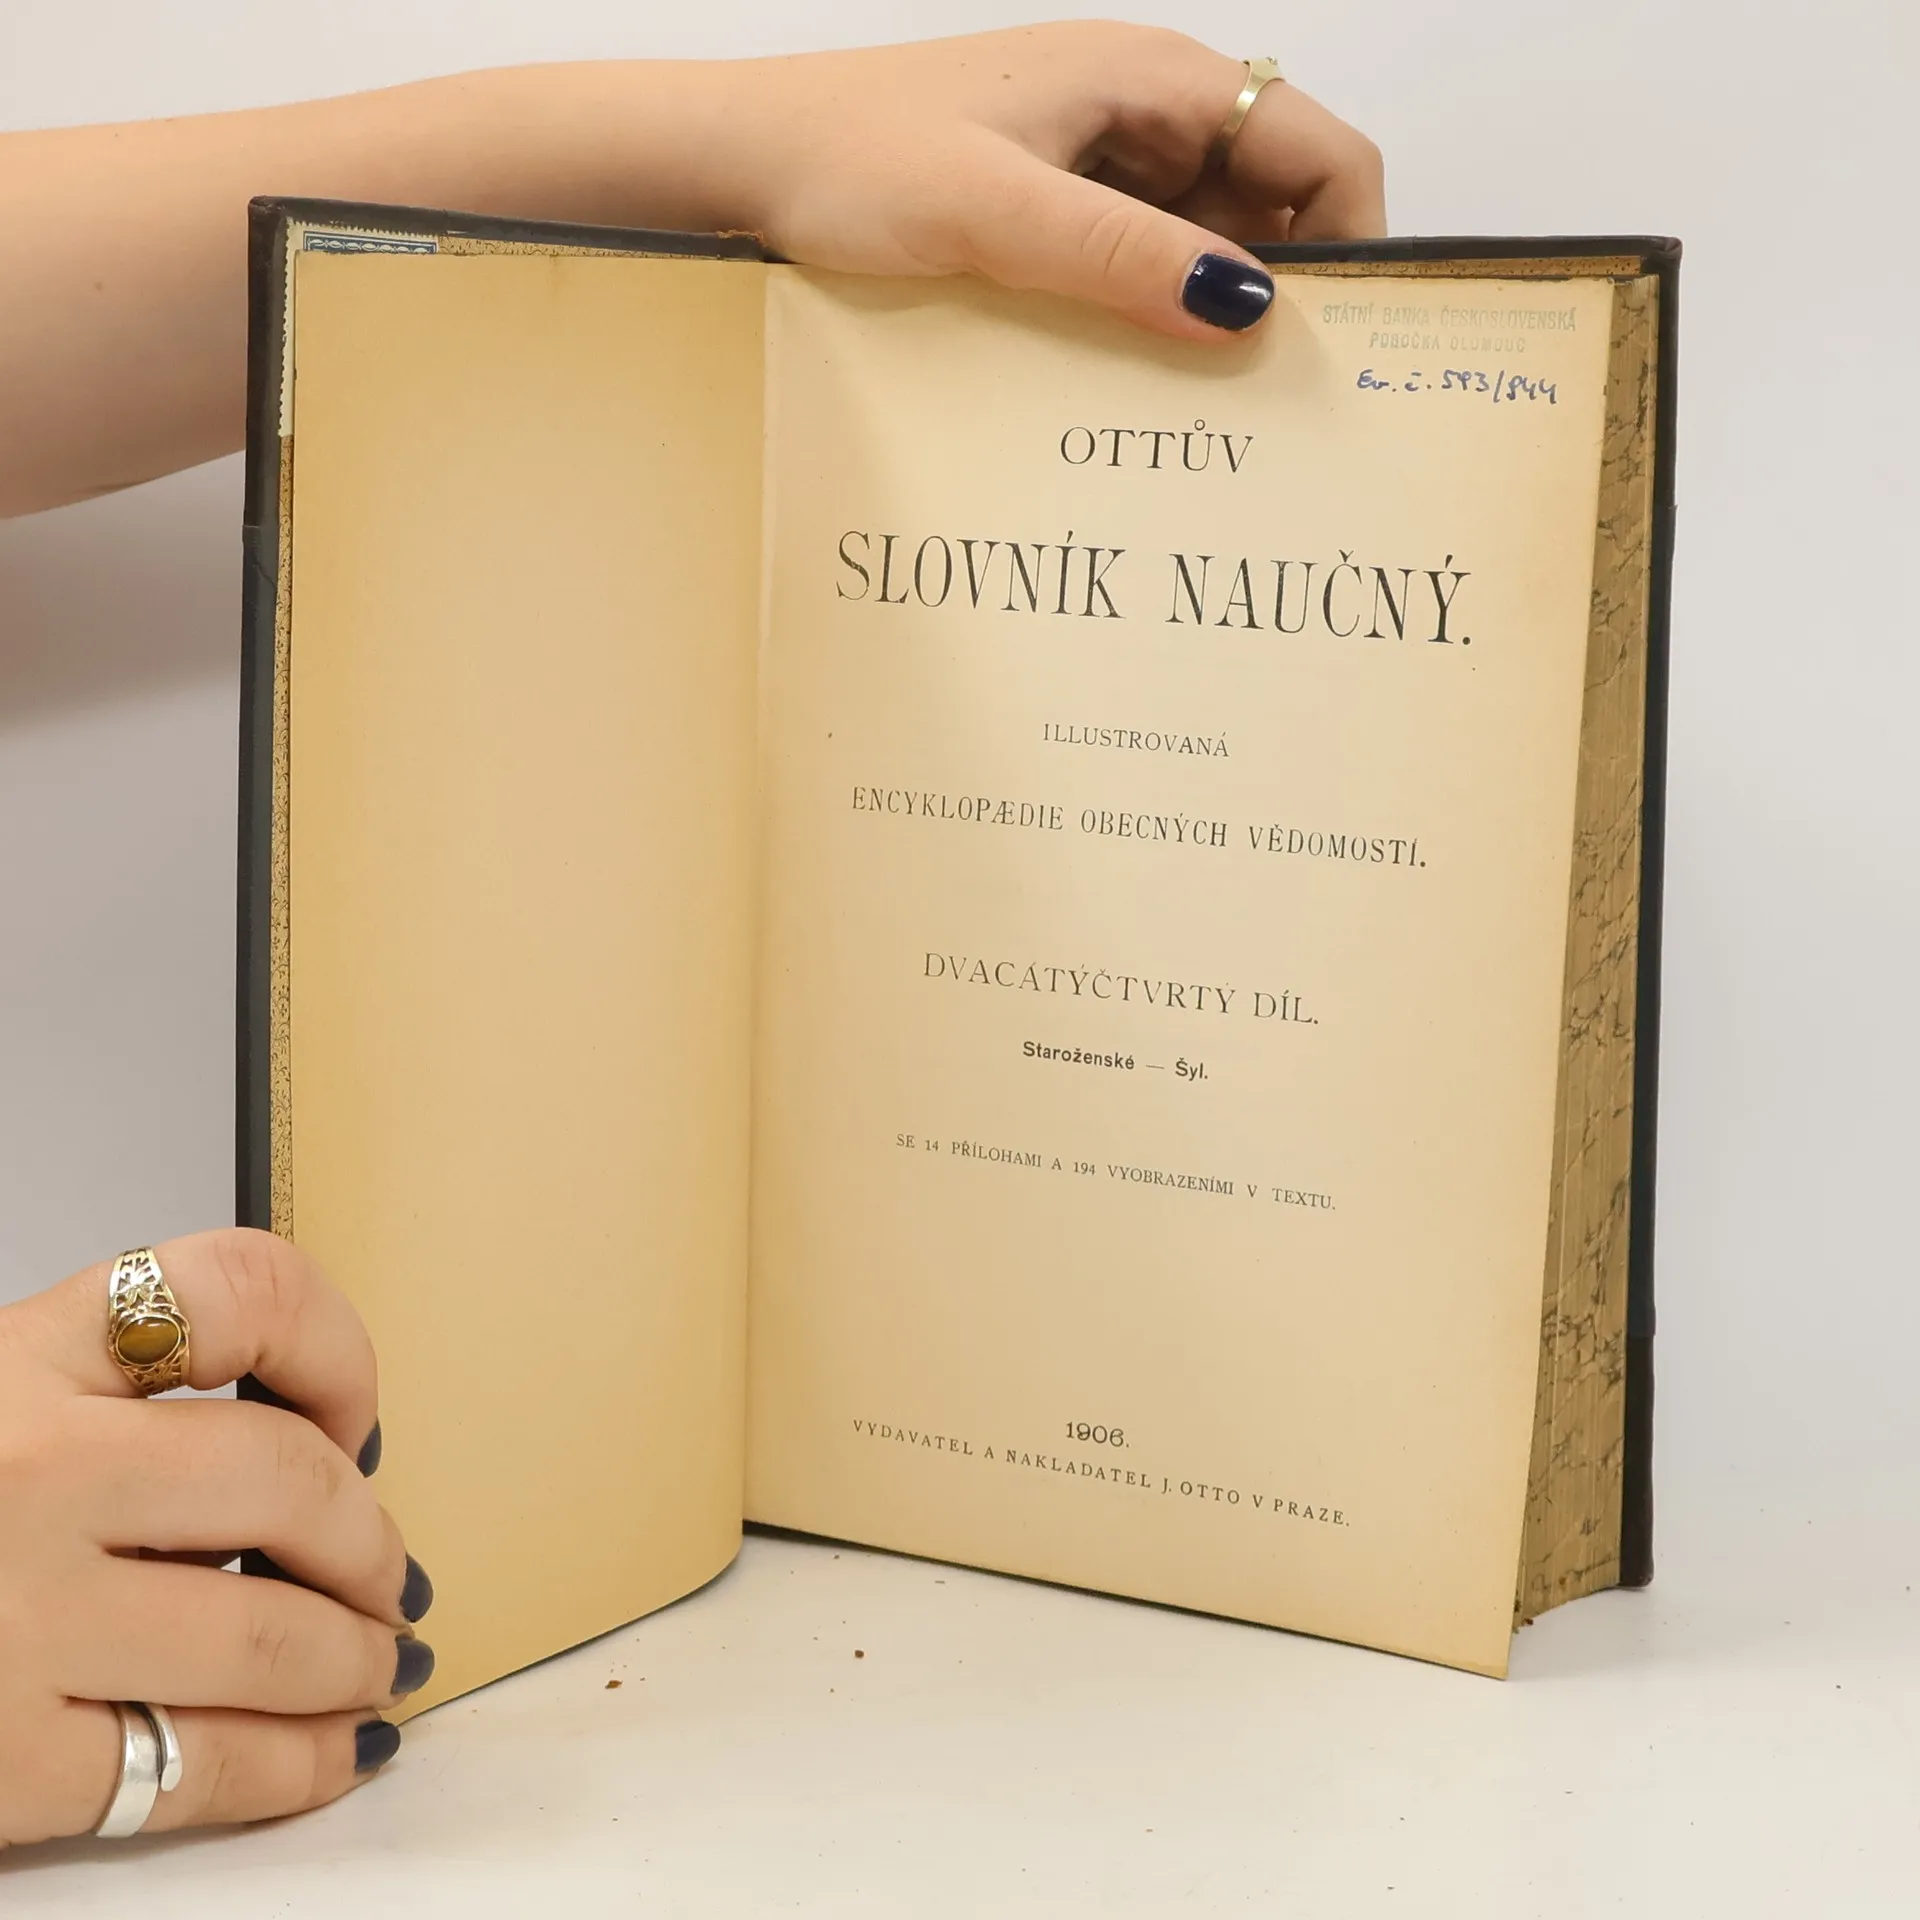 STÁTNÍ BANKA ČESKOSLOVENSKÁ
POBOČKA OLOMOUC
Ev. č. 593/944
OTTŮV
SLOVNÍK NAUČNÝ.
ILLUSTROVANÁ
ENCYKLOPÆDIE OBECNÝCH VĚDOMOSTÍ.
DVACÁTÝČTVRTÝ DÍL.
Staroženské — Šyl.
SE 14 PŘÍLOHAMI A 194 VYOBRAZENÍMI V TEXTU.
1906.
VYDAVATEL A NAKLADATEL J. OTTO V PRAZE.